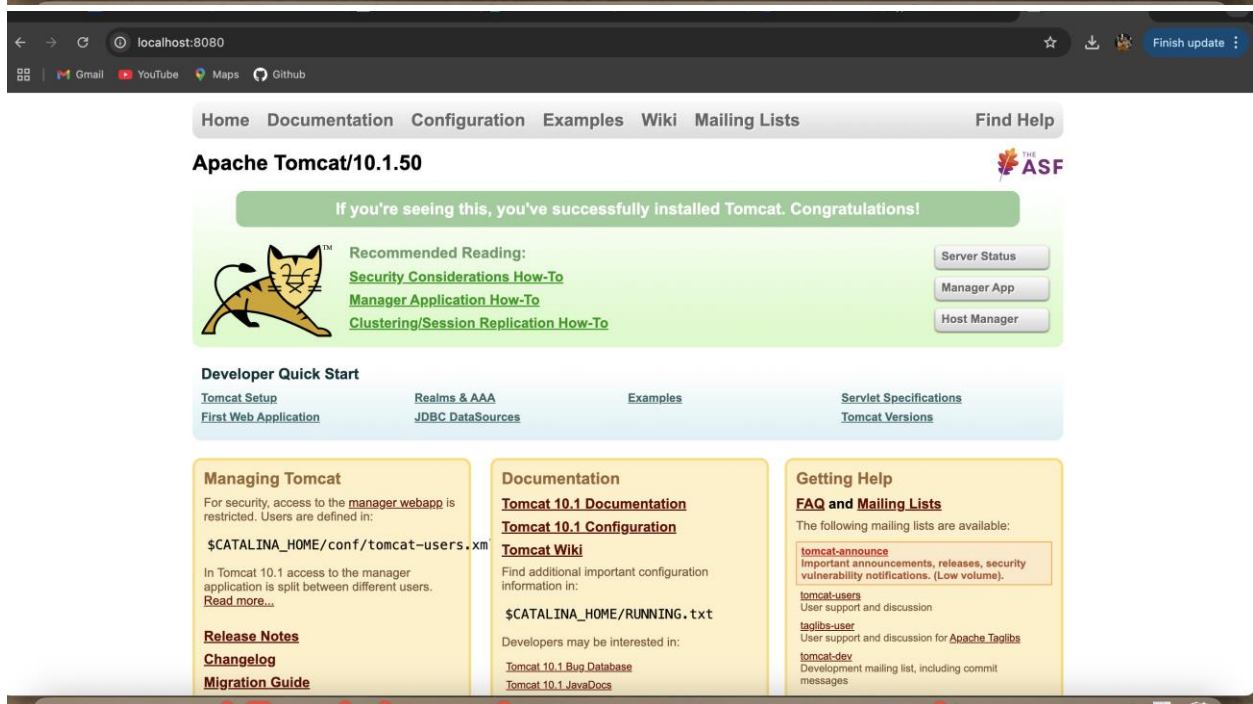 localhost:8080
Finish update
Gmail YouTube Maps Github
Home Documentation Configuration Examples Wiki Mailing Lists Find Help
Apache Tomcat/10.1.50
THE ASF
If you're seeing this, you've successfully installed Tomcat. Congratulations!
TM
Recommended Reading:
Security Considerations How-To
Manager Application How-To
Clustering/Session Replication How-To
Server Status
Manager App
Host Manager
Developer Quick Start
Tomcat Setup
First Web Application
Realms & AAA
JDBC DataSources
Examples
Servlet Specifications
Tomcat Versions
Managing Tomcat
For security, access to the manager webapp is
restricted. Users are defined in:
$CATALINA_HOME/conf/tomcat-users.xm
In Tomcat 10.1 access to the manager
application is split between different users.
Read more...
Release Notes
Changelog
Migration Guide
Documentation
Tomcat 10.1 Documentation
Tomcat 10.1 Configuration
Tomcat Wiki
Find additional important configuration
information in:
$CATALINA_HOME/RUNNING.txt
Developers may be interested in:
Tomcat 10.1 Bug Database
Tomcat 10.1 JavaDocs
Getting Help
FAQ and Mailing Lists
The following mailing lists are available:
tomcat-announce
Important announcements, releases, security
vulnerability notifications. (Low volume).
tomcat-users
User support and discussion
taglibs-user
User support and discussion for Apache Taglibs
tomcat-dev
Development mailing list, including commit
messages